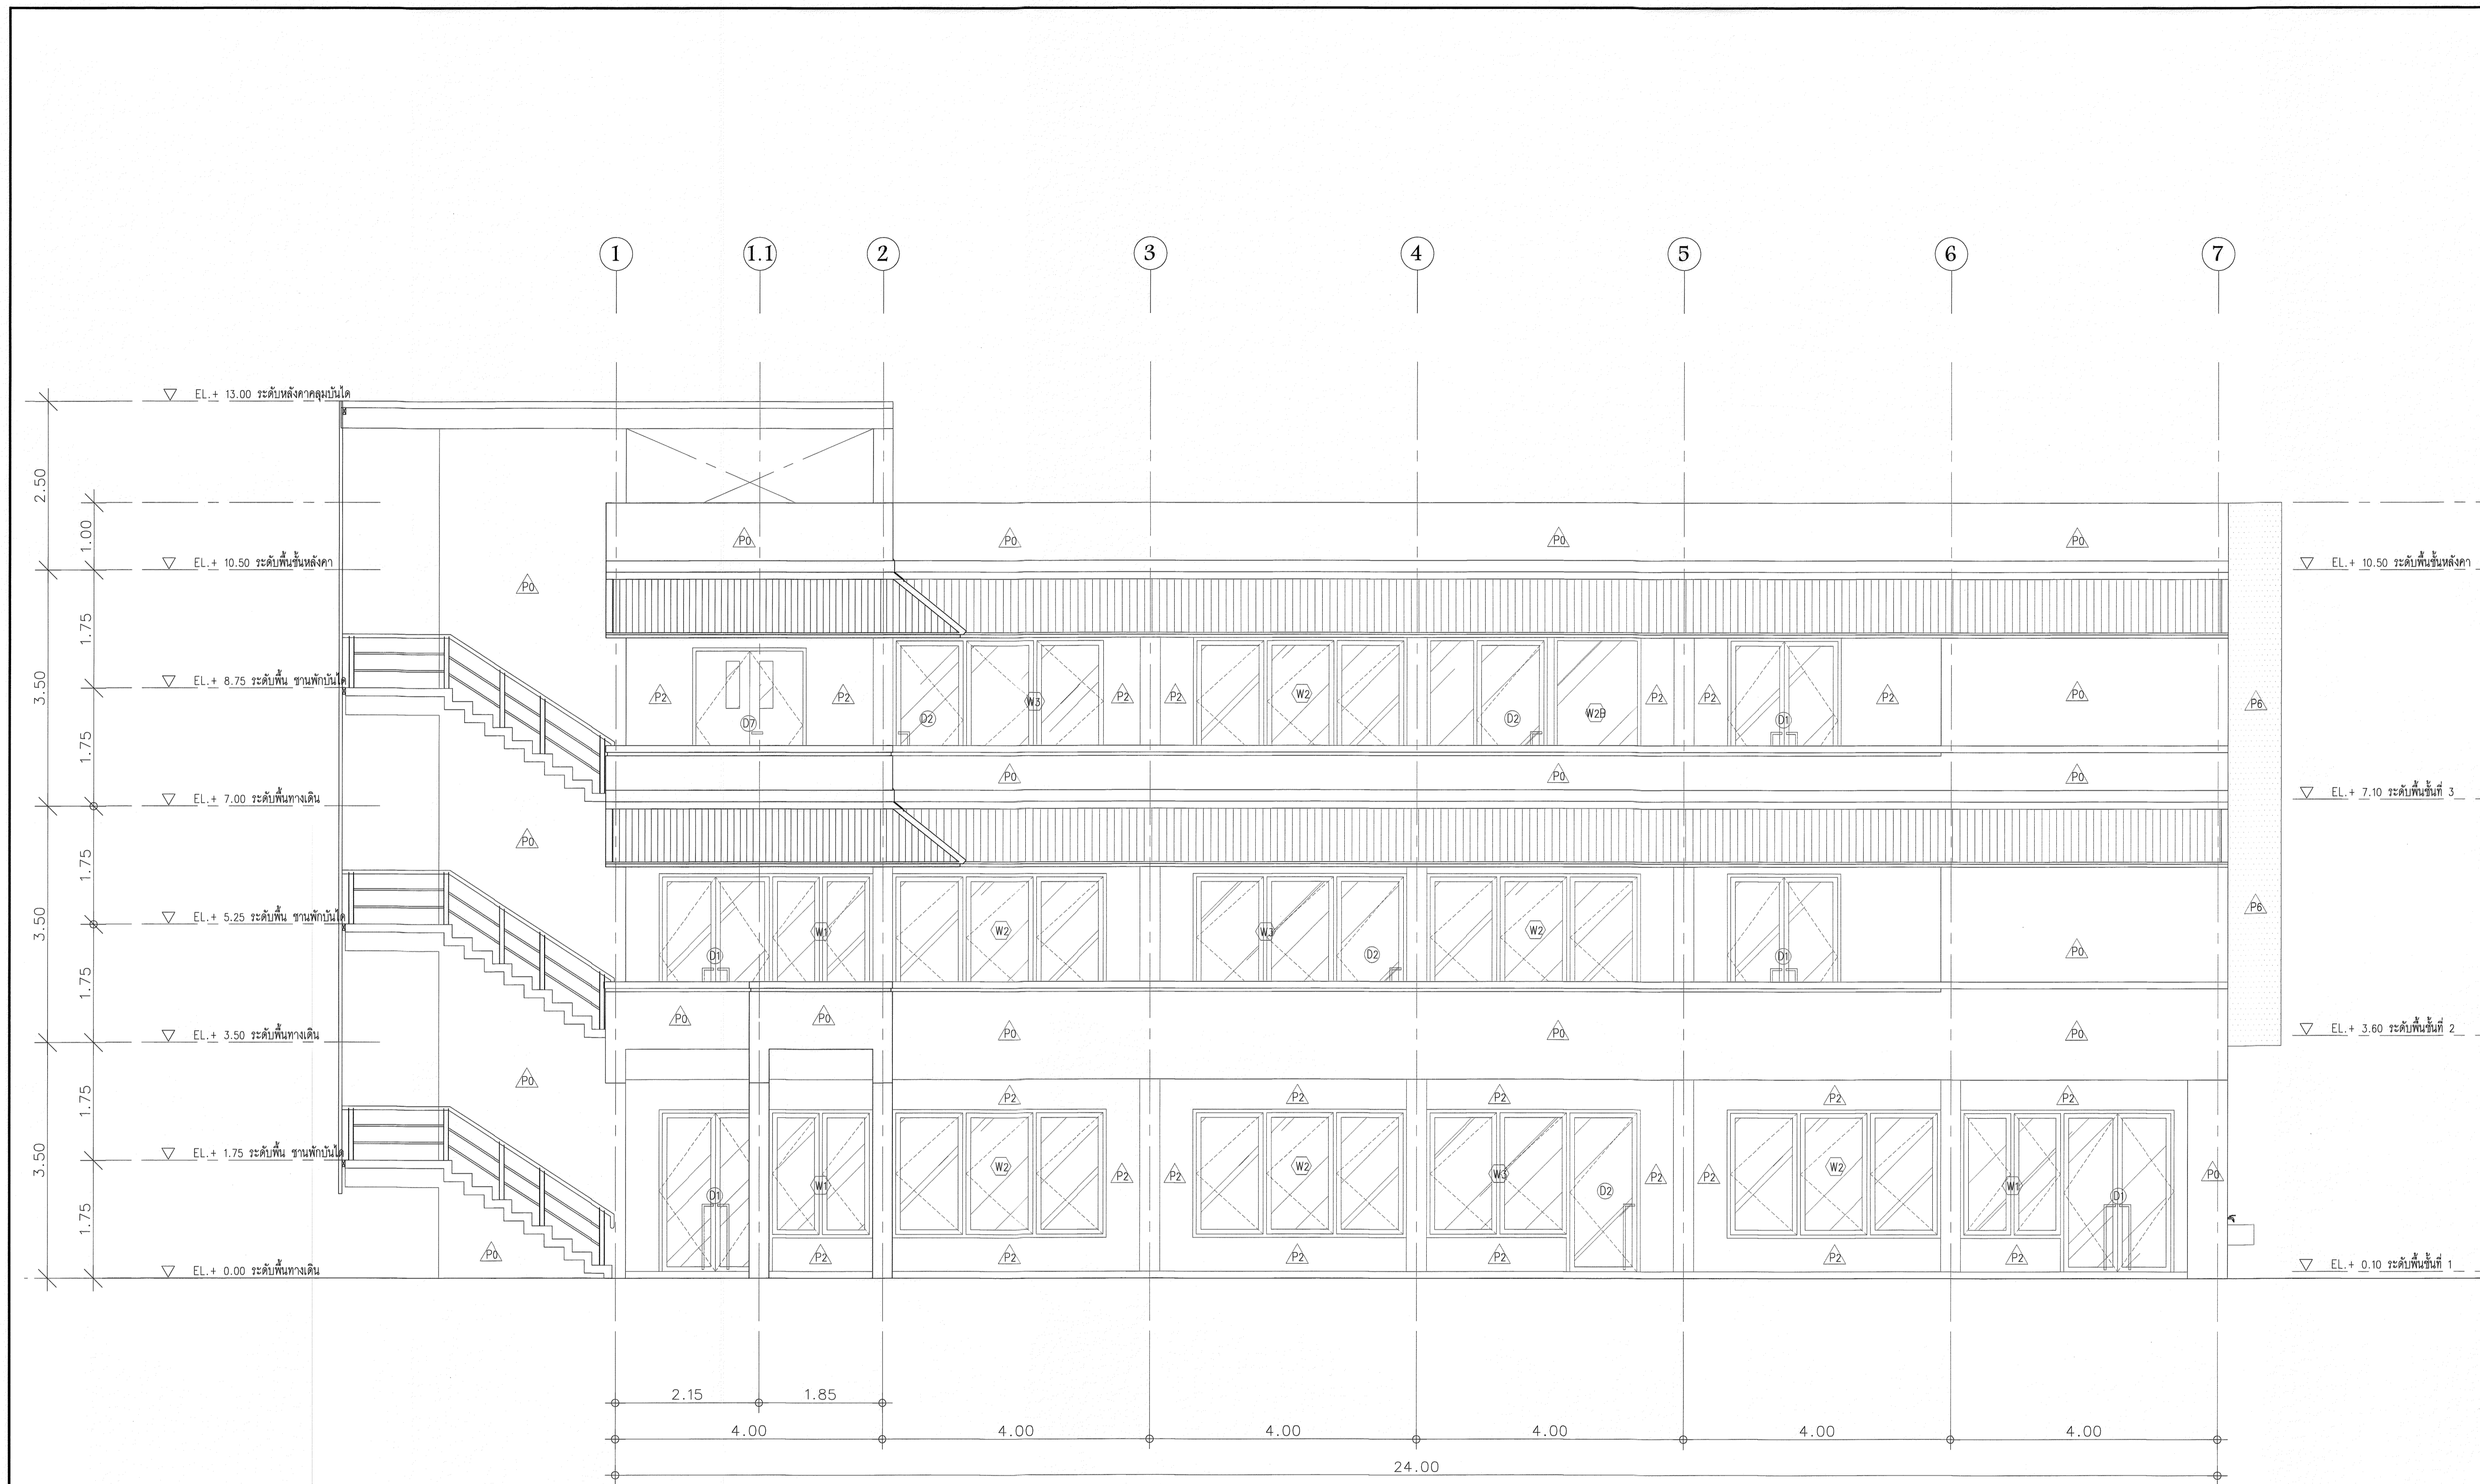 1 1.1 2 3 4 5 6 7
EL.+ 13.00 ระดับหลังคาคลุมบันได
2.50
1.00
P0 P0 P0 P0
EL.+ 10.50 ระดับพื้นชั้นหลังคา
EL.+ 10.50 ระดับพื้นชั้นหลังคา
P0
1.75
3.50
EL.+ 8.75 ระดับพื้น ชานพักบันได
P2 D7 P2 D2 W3 P2 P2 W2 D2 W2B P2 P2 D1 P2 P0 P6
1.75
P0 P0 P0
EL.+ 7.00 ระดับพื้นทางเดิน
EL.+ 7.10 ระดับพื้นชั้นที่ 3
P0
1.75
3.50
EL.+ 5.25 ระดับพื้น ชานพักบันได
D1 W1 W2 W3 D2 W2 D1 P0 P6
1.75
P0 P0 P0 P0 P0
EL.+ 3.50 ระดับพื้นทางเดิน
EL.+ 3.60 ระดับพื้นชั้นที่ 2
P0
1.75
P2 P2 P2 P2 P2
3.50
EL.+ 1.75 ระดับพื้น ชานพักบันได
D1 W1 W2 P2 P2 W2 W3 D2 P2 P2 W2 W1 D1 P0
1.75
P0 P2 P2 P2 P2 P2 P2
EL.+ 0.00 ระดับพื้นทางเดิน
EL.+ 0.10 ระดับพื้นชั้นที่ 1
2.15 1.85
4.00 4.00 4.00 4.00 4.00 4.00
24.00